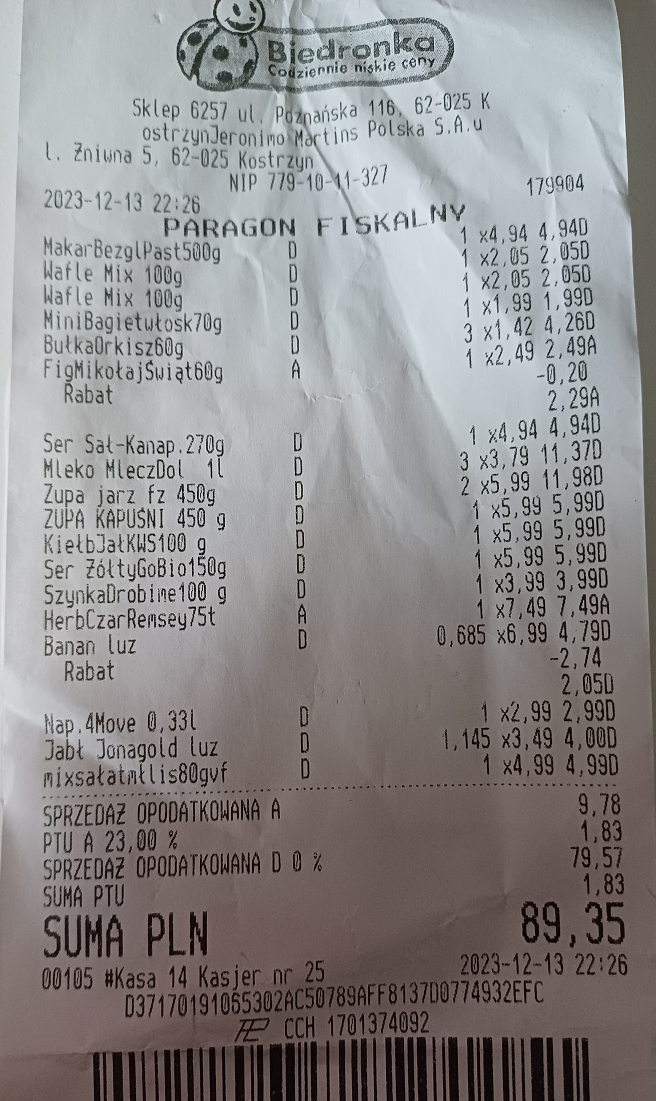 Biedronka
Codziennie niskie ceny
Sklep 6257 ul. Poznańska 116, 62-025 K
ostrzynJeronimo Martins Polska S.A.u
l. Żniwna 5, 62-025 Kostrzyn
NIP 779-10-11-327
2023-12-13 22:26 179904
PARAGON FISKALNY
MakarBezglPast500g D 1 x4,94 4,94D
Wafle Mix 100g D 1 x2,05 2,05D
Wafle Mix 100g D 1 x2,05 2,05D
MiniBagietwłosk70g D 1 x1,99 1,99D
BułkaOrkisz60g D 3 x1,42 4,26D
FigMikołajŚwiąt60g A 1 x2,49 2,49A
Rabat -0,20
2,29A
Ser Sał-Kanap.270g D 1 x4,94 4,94D
Mleko MleczDol 1l D 3 x3,79 11,37D
Zupa jarz fz 450g D 2 x5,99 11,98D
ZUPA KAPUŚNI 450 g D 1 x5,99 5,99D
KiełbJałKWS100 g D 1 x5,99 5,99D
Ser ŻółtyGoBio150g D 1 x5,99 5,99D
SzynkaDrobime100 g D 1 x3,99 3,99D
HerbCzarRemsey75t A 1 x7,49 7,49A
Banan luz D 0,685 x6,99 4,79D
Rabat -2,74
2,05D
Nap.4Move 0,33l D 1 x2,99 2,99D
Jabł Jonagold luz D 1,145 x3,49 4,00D
mixsałatmłlis80gvf D 1 x4,99 4,99D
SPRZEDAŻ OPODATKOWANA A 9,78
PTU A 23,00 % 1,83
SPRZEDAŻ OPODATKOWANA D 0 % 79,57
SUMA PTU 1,83
SUMA PLN 89,35
00105 #Kasa 14 Kasjer nr 25 2023-12-13 22:26
D37170191065302AC50789AFF8137D0774932EFC
CCH 1701374092